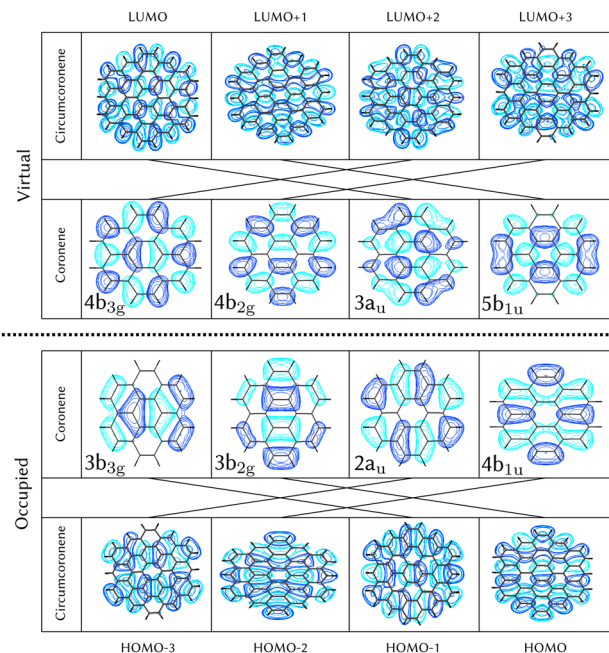 LUMO LUMO+1 LUMO+2 LUMO+3
Virtual
Circumcoronene
Coronene
4b3g 4b2g 3au 5b1u
Occupied
Coronene
3b3g 3b2g 2au 4b1u
Circumcoronene
HOMO-3 HOMO-2 HOMO-1 HOMO